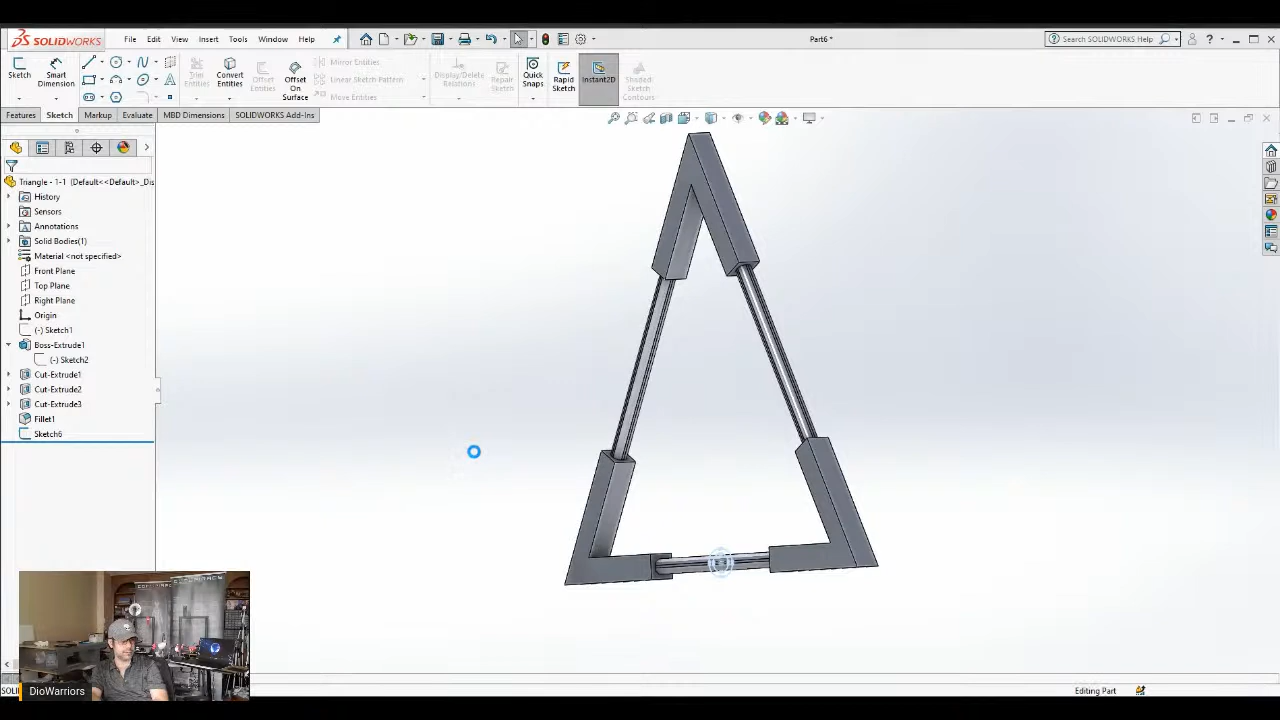 SOLIDWORKS
File
Edit
View
Insert
Tools
Window
Help
Part6 *
Search SOLIDWORKS Help
Sketch
Smart
Dimension
Trim
Entities
Convert
Entities
Offset
Entities
Offset
On
Surface
Mirror Entities
Linear Sketch Pattern
Move Entities
Display/Delete
Relations
Repair
Sketch
Quick
Snaps
Rapid
Sketch
Instant2D
Shaded
Sketch
Contours
Features
Sketch
Markup
Evaluate
MBD Dimensions
SOLIDWORKS Add-Ins
Triangle - 1-1 (Default<<Default>_Dis
History
Sensors
Annotations
Solid Bodies(1)
Material <not specified>
Front Plane
Top Plane
Right Plane
Origin
(-) Sketch1
Boss-Extrude1
(-) Sketch2
Cut-Extrude1
Cut-Extrude2
Cut-Extrude3
Fillet1
Sketch6
DioWarriors
SOLI
Editing Part